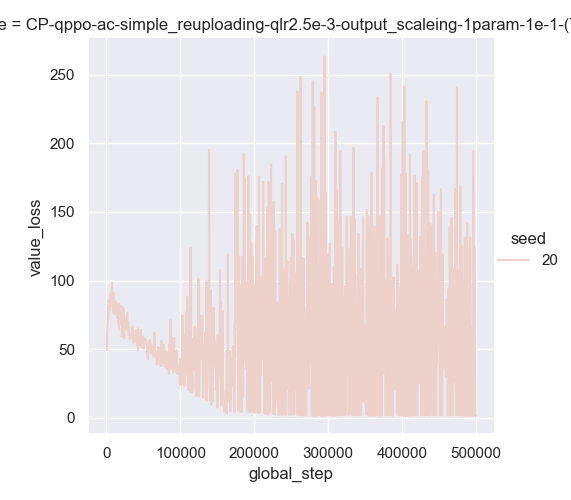 e = CP-qppo-ac-simple_reuploading-qlr2.5e-3-output_scaleing-1param-1e-1-(
250
200
150
100
50
0
value_loss
0 100000 200000 300000 400000 500000
global_step
seed
20